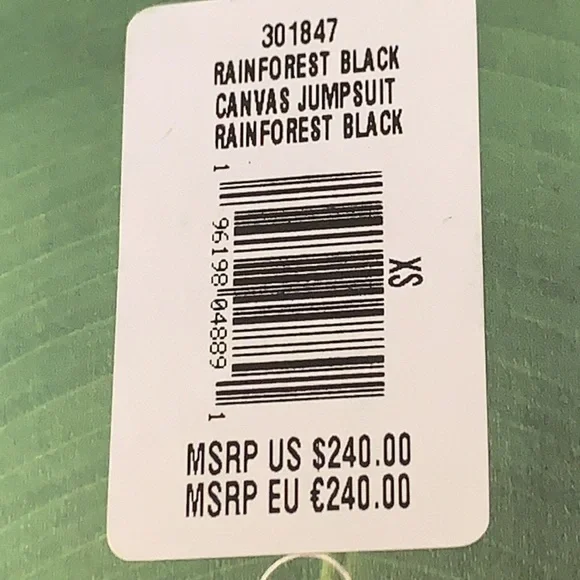 301847
RAINFOREST BLACK
CANVAS JUMPSUIT
RAINFOREST BLACK
1 96198 04889 1
XS
MSRP US $240.00
MSRP EU €240.00